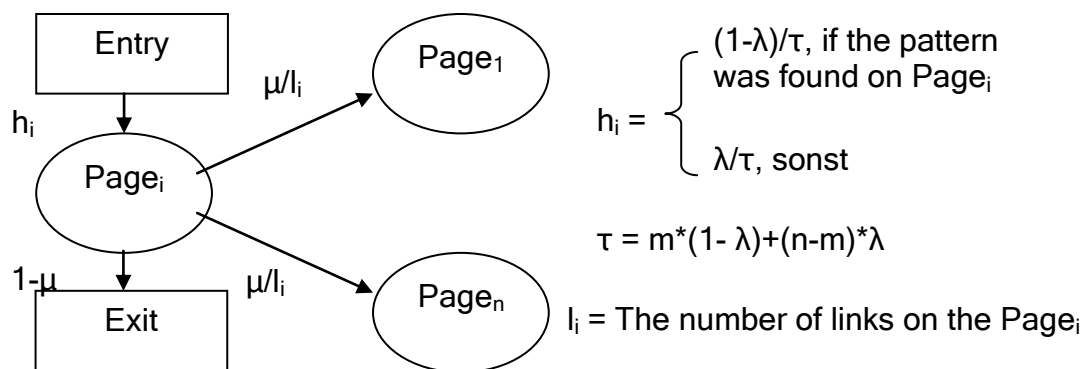 Entry
hᵢ
Pageᵢ
1-μ
Exit
μ/lᵢ
Page₁
μ/lᵢ
Pageₙ
hᵢ =
(1-λ)/τ, if the pattern
was found on Pageᵢ
λ/τ, sonst
τ = m*(1- λ)+(n-m)*λ
lᵢ = The number of links on the Pageᵢ